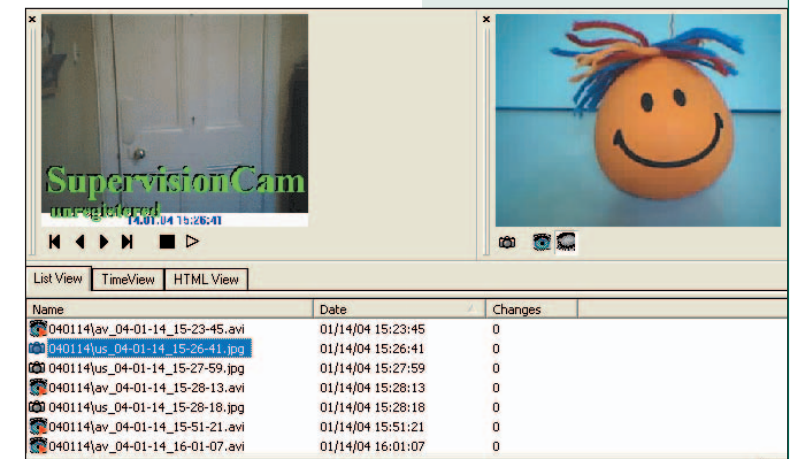 SupervisionCam
unregistered
14.01.04 15:26:41
List View TimeView HTML View
Name Date Changes
040114\av_04-01-14_15-23-45.avi 01/14/04 15:23:45 0
040114\us_04-01-14_15-26-41.jpg 01/14/04 15:26:41 0
040114\us_04-01-14_15-27-59.jpg 01/14/04 15:27:59 0
040114\av_04-01-14_15-28-13.avi 01/14/04 15:28:13 0
040114\us_04-01-14_15-28-18.jpg 01/14/04 15:28:18 0
040114\av_04-01-14_15-51-21.avi 01/14/04 15:51:21 0
040114\av_04-01-14_16-01-07.avi 01/14/04 16:01:07 0